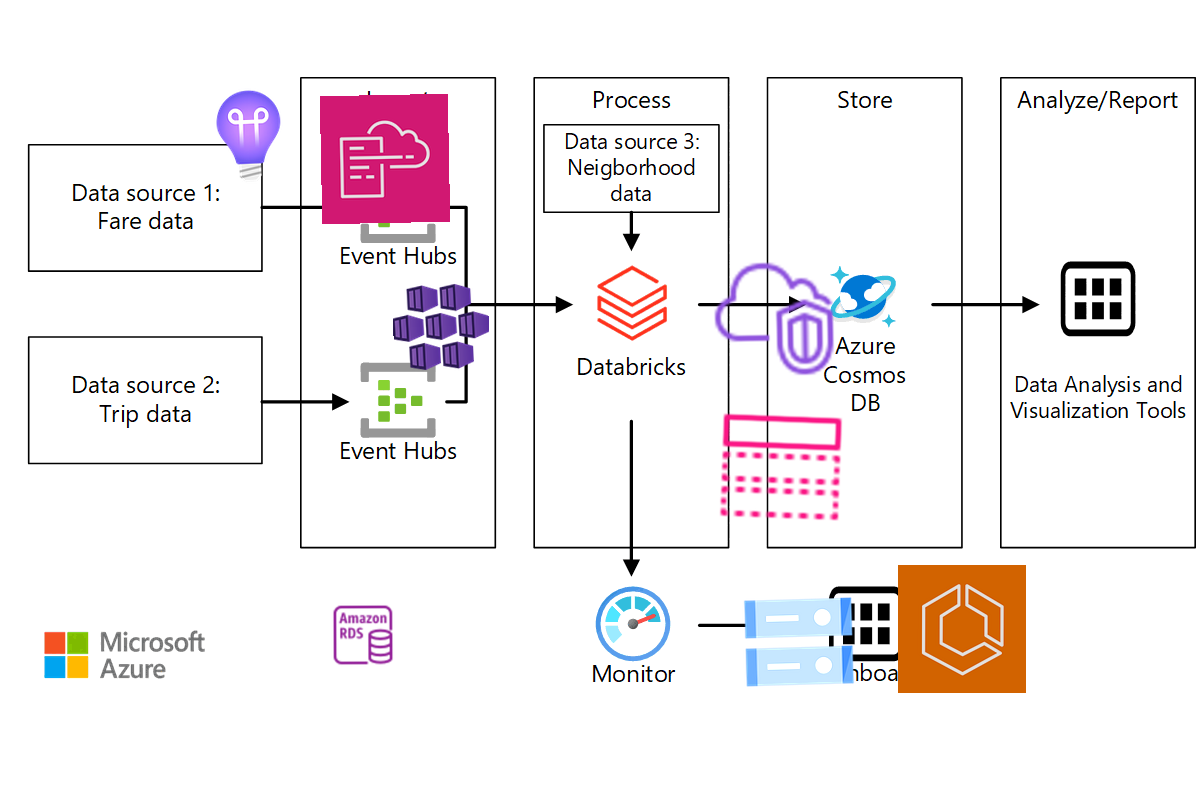 Process
Store
Analyze/Report
Data source 3:
Neigborhood
data
Data source 1:
Fare data
Event Hubs
Databricks
Azure
Cosmos
DB
Data Analysis and
Visualization Tools
Data source 2:
Trip data
Event Hubs
Amazon
RDS
Microsoft
Azure
Monitor